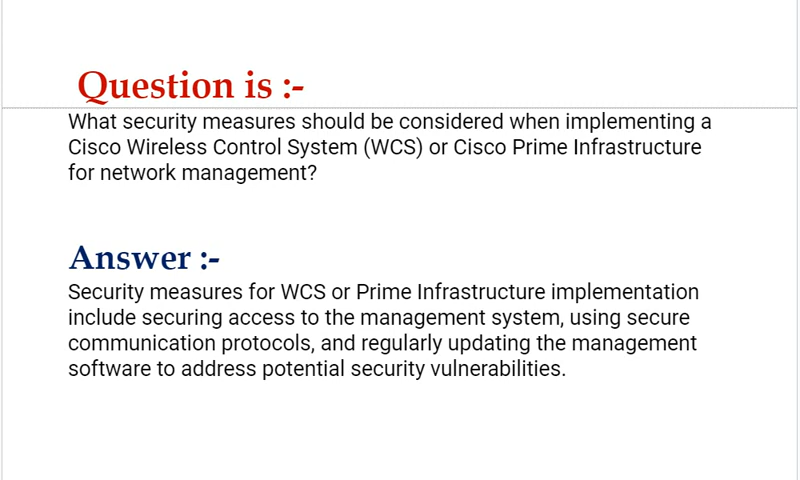 Question is :-
What security measures should be considered when implementing a
Cisco Wireless Control System (WCS) or Cisco Prime Infrastructure
for network management?
Answer :-
Security measures for WCS or Prime Infrastructure implementation
include securing access to the management system, using secure
communication protocols, and regularly updating the management
software to address potential security vulnerabilities.